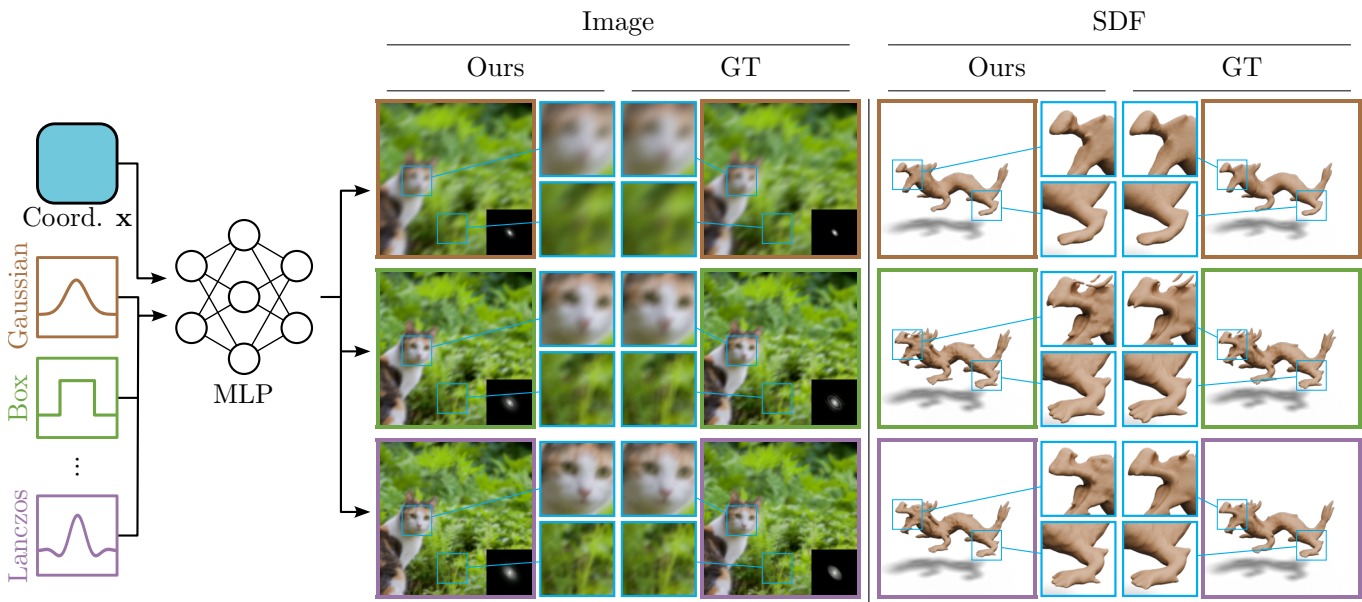 Image
SDF
Ours
GT
Ours
GT
Coord. x
Gaussian
Box
...
Lanczos
MLP